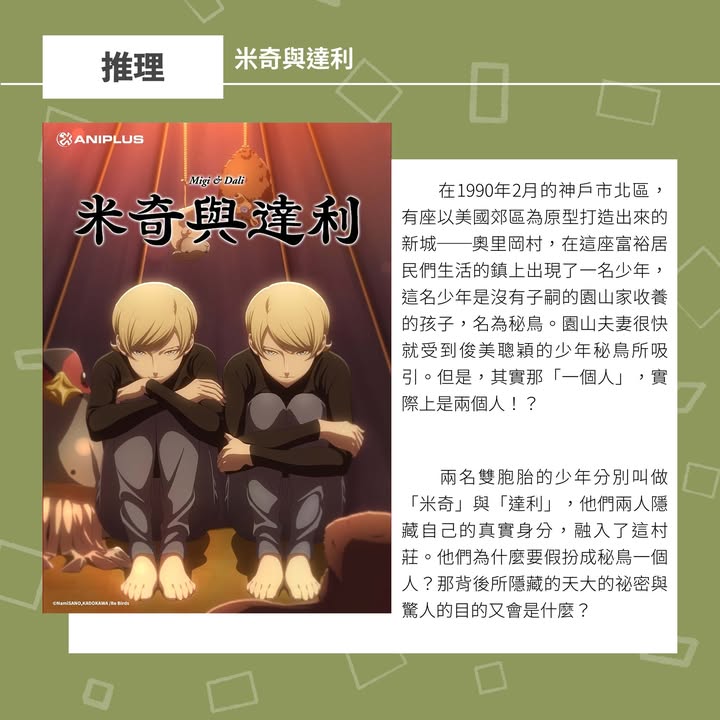 推理
米奇與達利
ANIPLUS
Migi & Dali
米奇與達利
在1990年2月的神戶市北區，
有座以美國郊區為原型打造出來的
新城——奧里岡村，在這座富裕居
民們生活的鎮上出現了一名少年，
這名少年是沒有子嗣的園山家收養
的孩子，名為秘鳥。園山夫妻很快
就受到俊美聰穎的少年秘鳥所吸
引。但是，其實那「一個人」，實
際上是兩個人！？
兩名雙胞胎的少年分別叫做
「米奇」與「達利」，他們兩人隱
藏自己的真實身分，融入了這村
莊。他們為什麼要假扮成秘鳥一個
人？那背後所隱藏的天大的祕密與
驚人的目的又會是什麼？
©NamiSANO,KADOKAWA /Re Birds